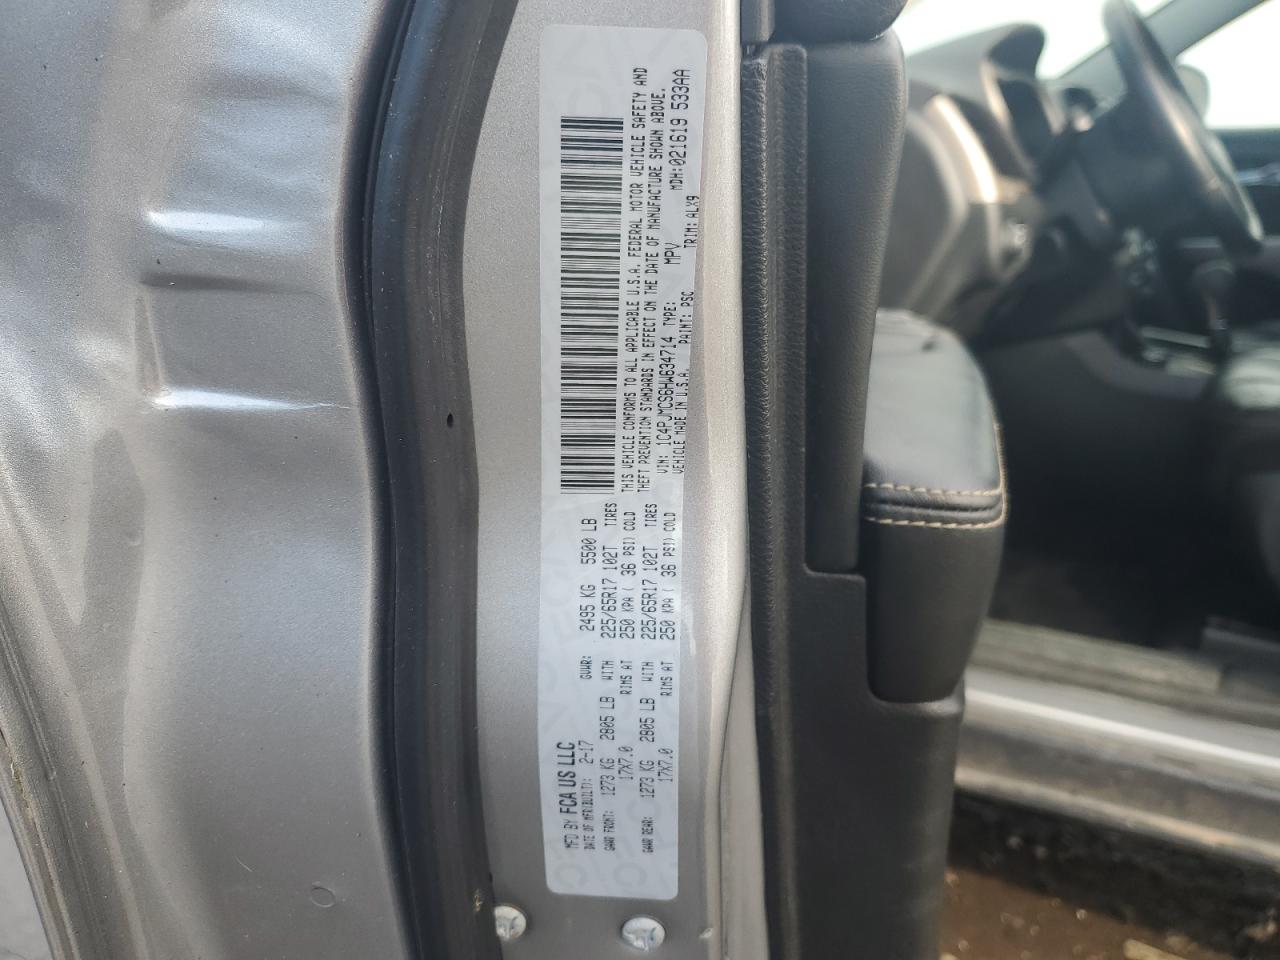 MFD BY FCA US LLC
DATE OF MFR(BUILT): 2-17 GVWR: 2495 KG 5500 LB
GAWR FRONT: 1273 KG 2805 LB WITH 225/65R17 102T TIRES
17X7.0 RIMS AT 250 KPA ( 36 PSI) COLD
GAWR REAR: 1273 KG 2805 LB WITH 225/65R17 102T TIRES
17X7.0 RIMS AT 250 KPA ( 36 PSI) COLD
THIS VEHICLE CONFORMS TO ALL APPLICABLE U.S.A. FEDERAL MOTOR VEHICLE SAFETY AND
THEFT PREVENTION STANDARDS IN EFFECT ON THE DATE OF MANUFACTURE SHOWN ABOVE.
VIN: 1C4PJMCS6HW634714 TYPE: MPV MDH:021619 533AA
VEHICLE MADE IN U.S.A. PAINT: PSC TRIM: ALX9